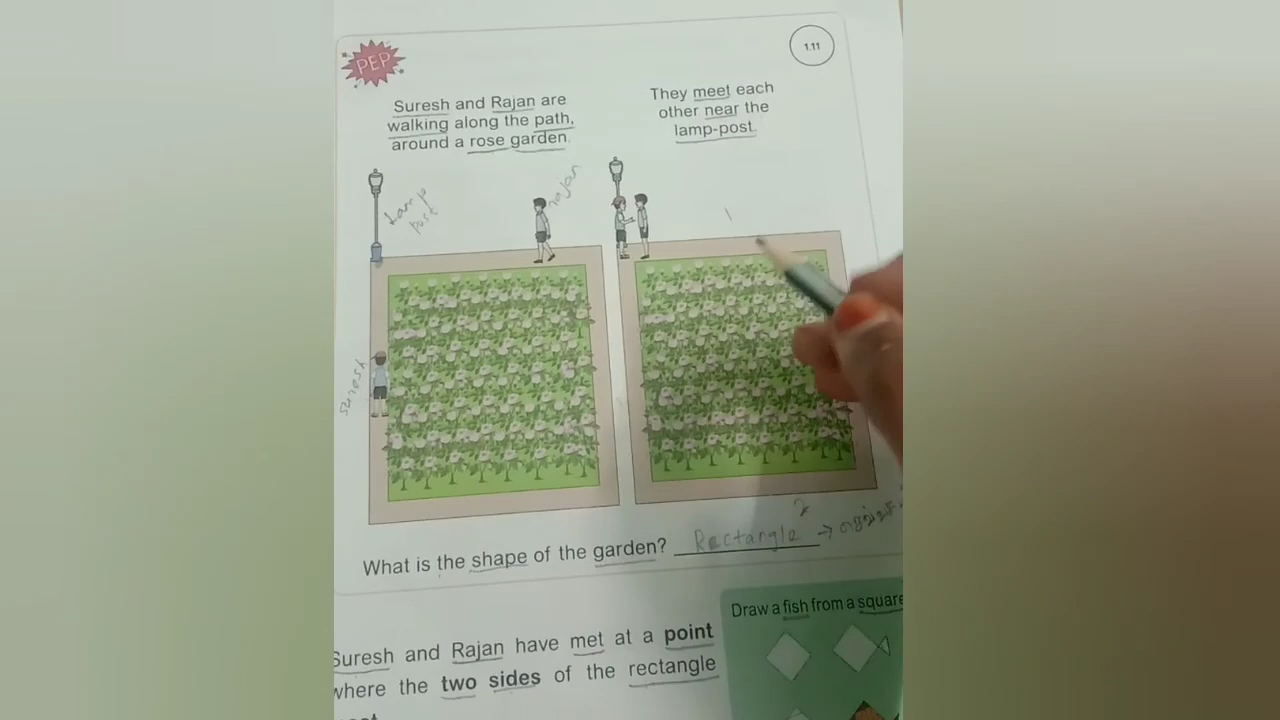 PEP
1.11
Suresh and Rajan are
walking along the path,
around a rose garden.
They meet each
other near the
lamp-post.
Lamp
post
rajan
suresh
What is the shape of the garden? Rectangle →
Draw a fish from a square
Suresh and Rajan have met at a point
where the two sides of the rectangle